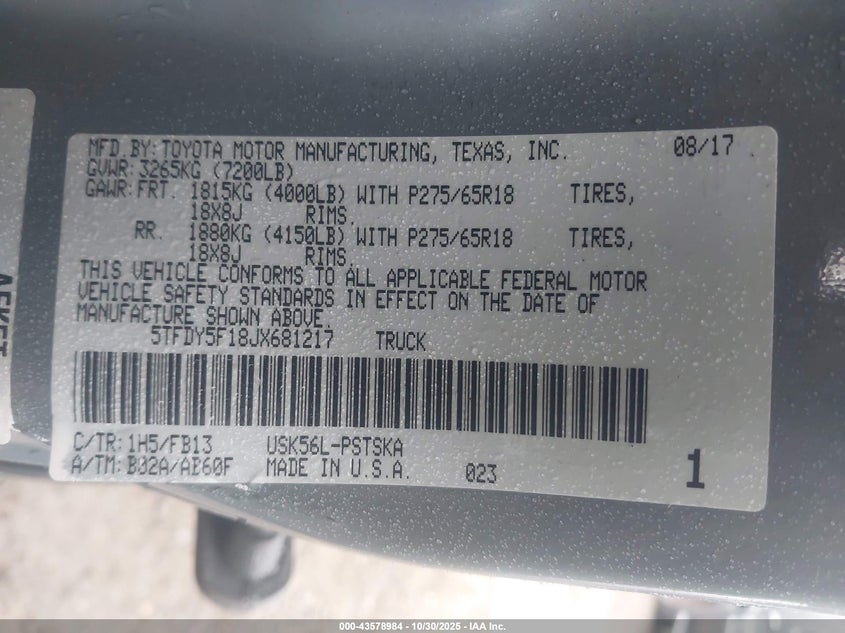 MFD BY: TOYOTA MOTOR MANUFACTURING, TEXAS, INC. 08/17
GVWR: 3265KG (7200LB)
GAWR: FRT. 1815KG (4000LB) WITH P275/65R18 TIRES,
18X8J RIMS.
RR. 1880KG (4150LB) WITH P275/65R18 TIRES,
18X8J RIMS.
THIS VEHICLE CONFORMS TO ALL APPLICABLE FEDERAL MOTOR
VEHICLE SAFETY STANDARDS IN EFFECT ON THE DATE OF
MANUFACTURE SHOWN ABOVE.
5TFDY5F18JX681217 TRUCK
C/TR: 1H5/FB13 USK56L-PSTSKA
A/TM: B02A/AB60F MADE IN U.S.A. 023 1
000-43578984 - 10/30/2025 - IAA Inc.